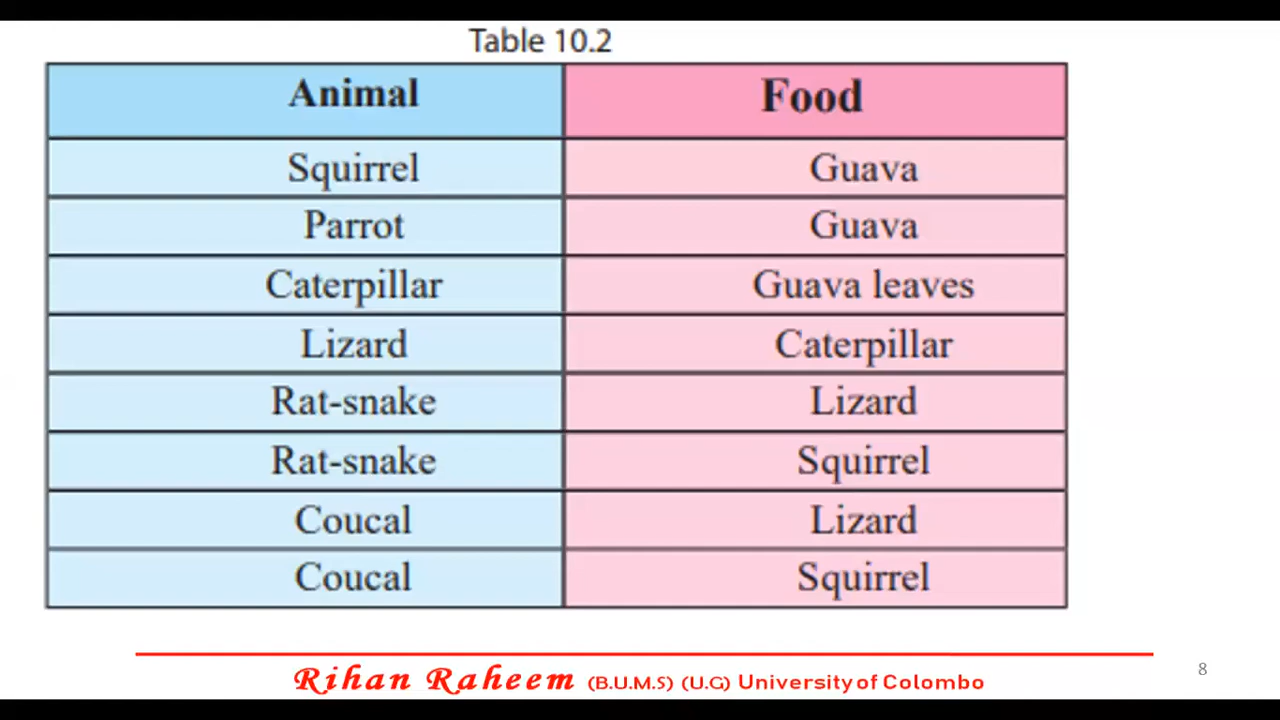 Table 10.2
Animal Food
Squirrel Guava
Parrot Guava
Caterpillar Guava leaves
Lizard Caterpillar
Rat-snake Lizard
Rat-snake Squirrel
Coucal Lizard
Coucal Squirrel
Rihan Raheem (B.U.M.S) (U.G) University of Colombo
8